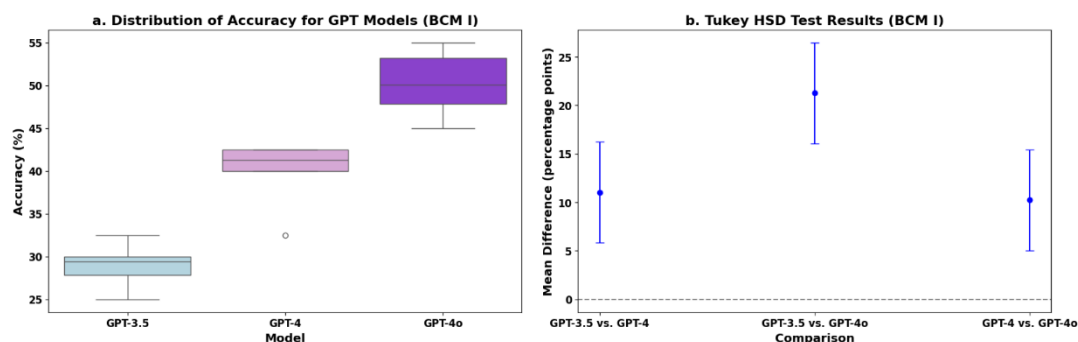 a. Distribution of Accuracy for GPT Models (BCM I)
55
50
45
40
35
30
25
Accuracy (%)
GPT-3.5
GPT-4
GPT-4o
Model
b. Tukey HSD Test Results (BCM I)
25
20
15
10
5
0
Mean Difference (percentage points)
GPT-3.5 vs. GPT-4
GPT-3.5 vs. GPT-4o
GPT-4 vs. GPT-4o
Comparison